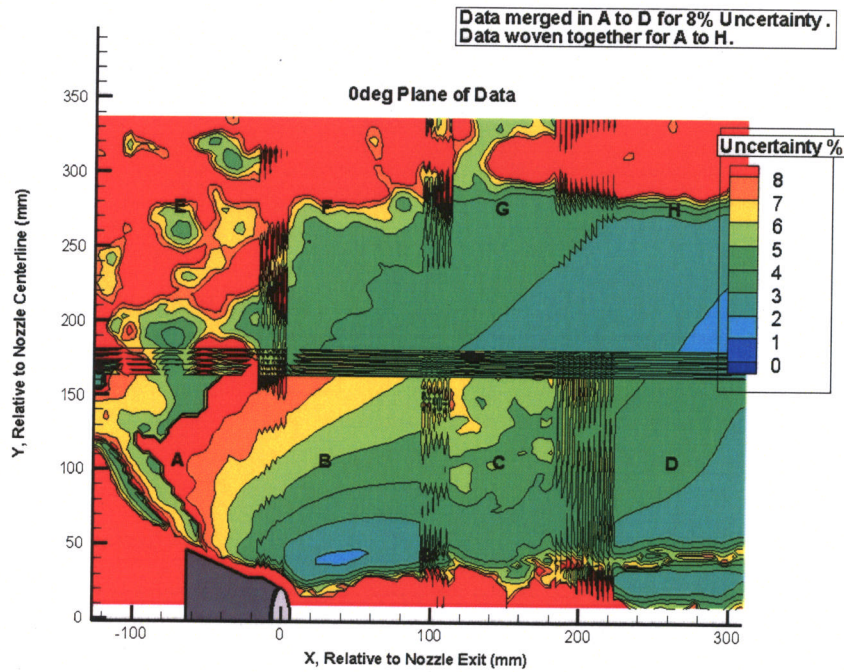 Data merged in A to D for 8% Uncertainty.
Data woven together for A to H.
0deg Plane of Data
Y, Relative to Nozzle Centerline (mm)
350
300
250
200
150
100
50
0
E
F
G
H
A
B
C
D
Uncertainty %
8
7
6
5
4
3
2
1
0
-100
0
100
200
300
X, Relative to Nozzle Exit (mm)